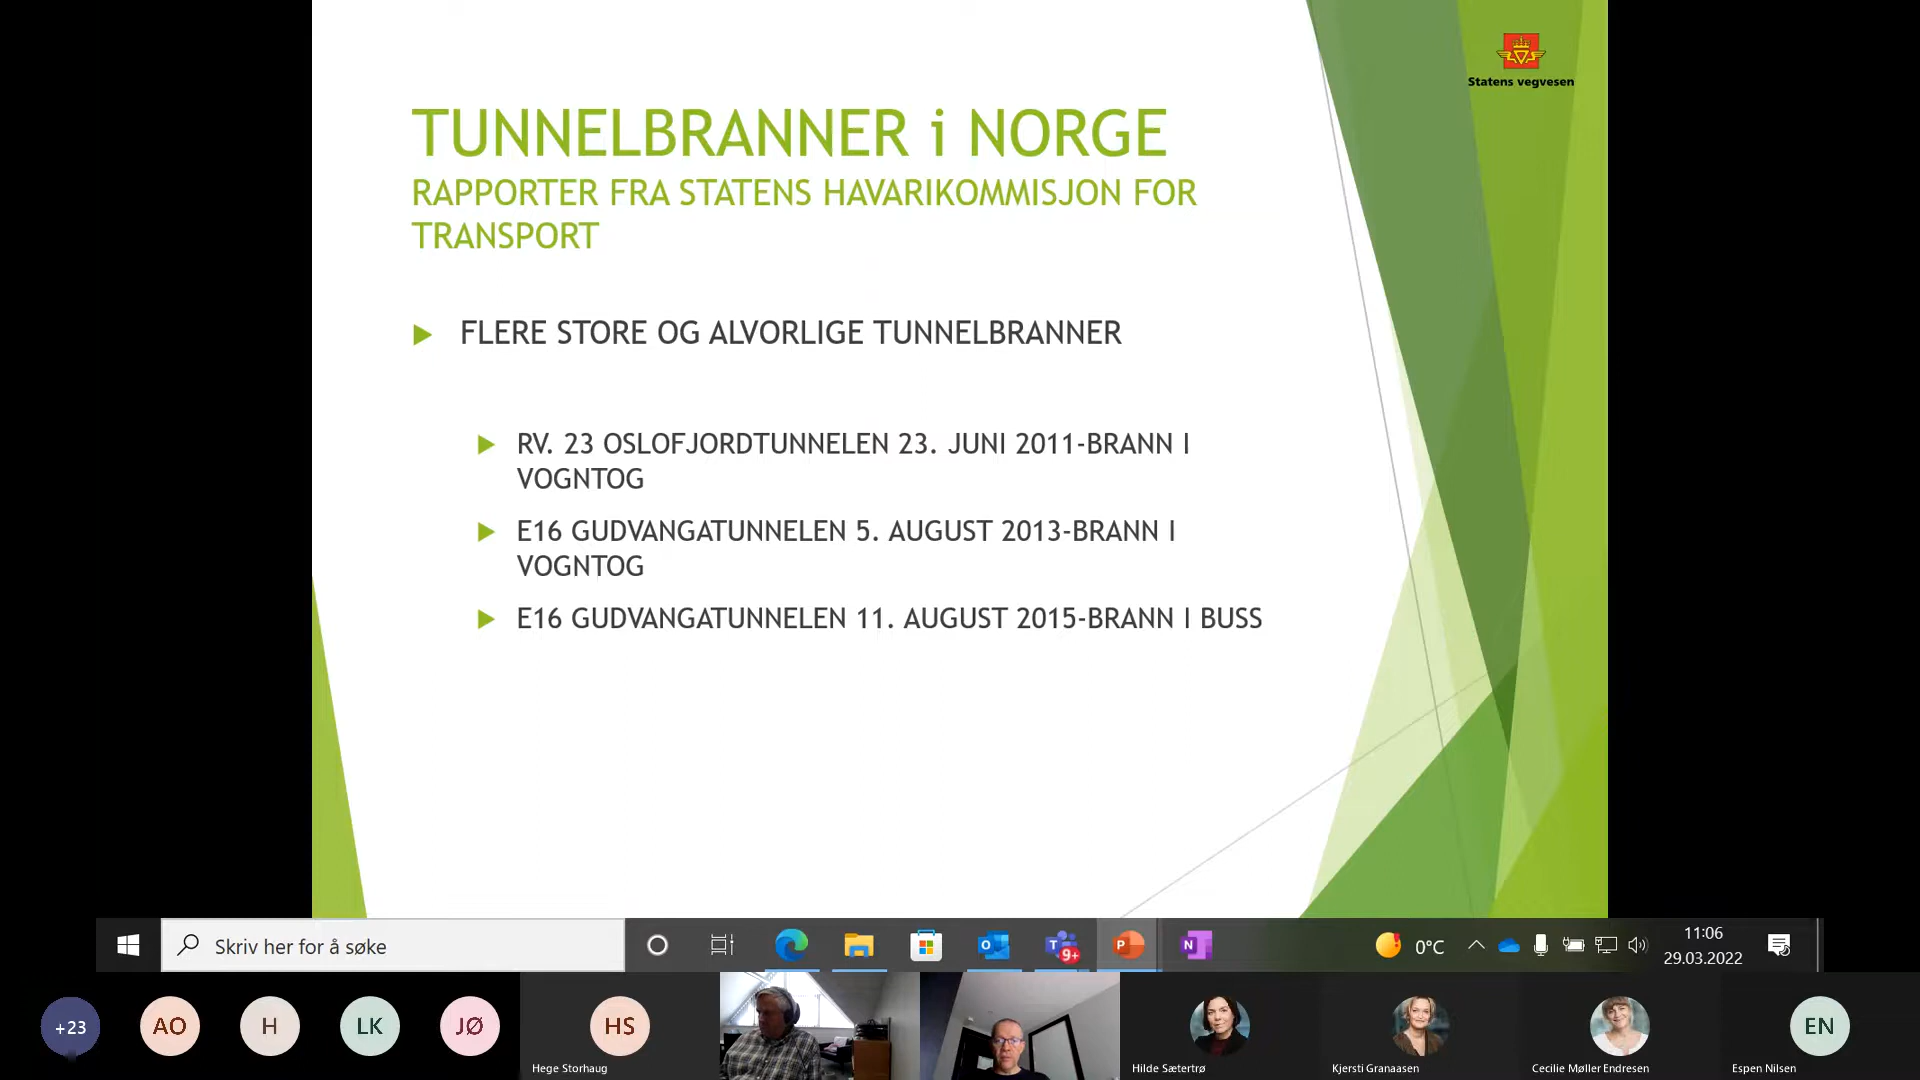 Statens vegvesen
TUNNELBRANNER i NORGE
RAPPORTER FRA STATENS HAVARIKOMMISJON FOR
TRANSPORT
FLERE STORE OG ALVORLIGE TUNNELBRANNER
RV. 23 OSLOFJORDTUNNELEN 23. JUNI 2011-BRANN I
VOGNTOG
E16 GUDVANGATUNNELEN 5. AUGUST 2013-BRANN I
VOGNTOG
E16 GUDVANGATUNNELEN 11. AUGUST 2015-BRANN I BUSS
Skriv her for å søke
O
T
9+
P
N
0°C
11:06
29.03.2022
+23
AO
H
LK
JØ
HS
EN
Hege Storhaug
Hilde Sætertrø
Kjersti Granaasen
Cecilie Møller Endresen
Espen Nilsen